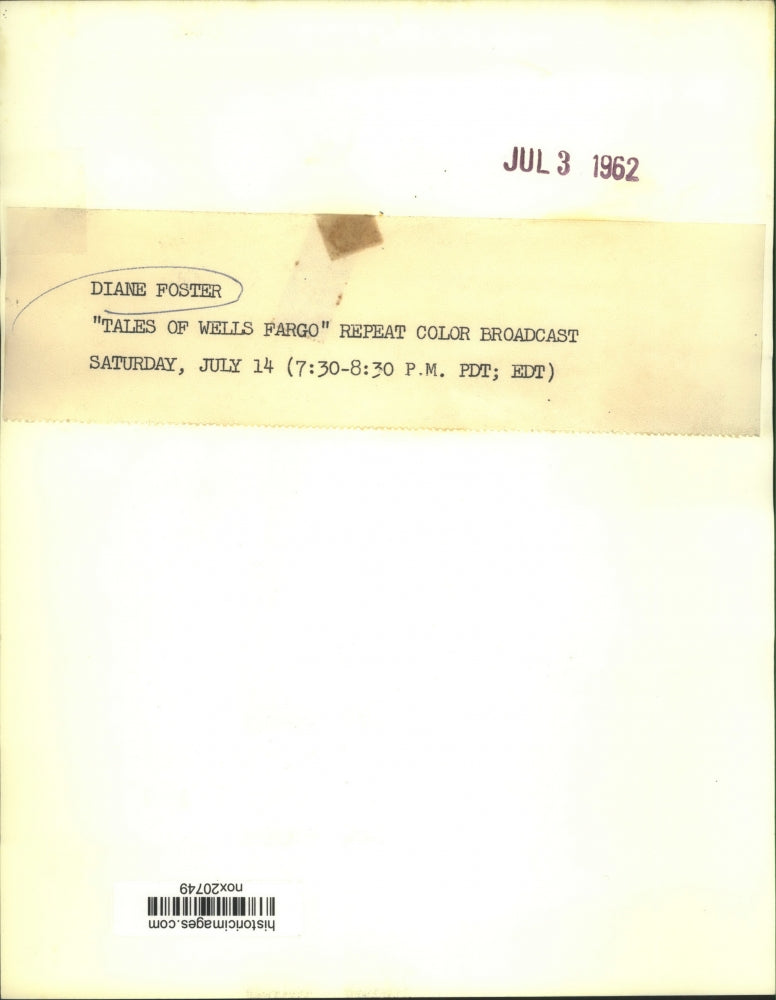 JUL 3 1962
DIANE FOSTER
"TALES OF WELLS FARGO" REPEAT COLOR BROADCAST
SATURDAY, JULY 14 (7:30-8:30 P.M. PDT; EDT)
historicimages.com
nox20749